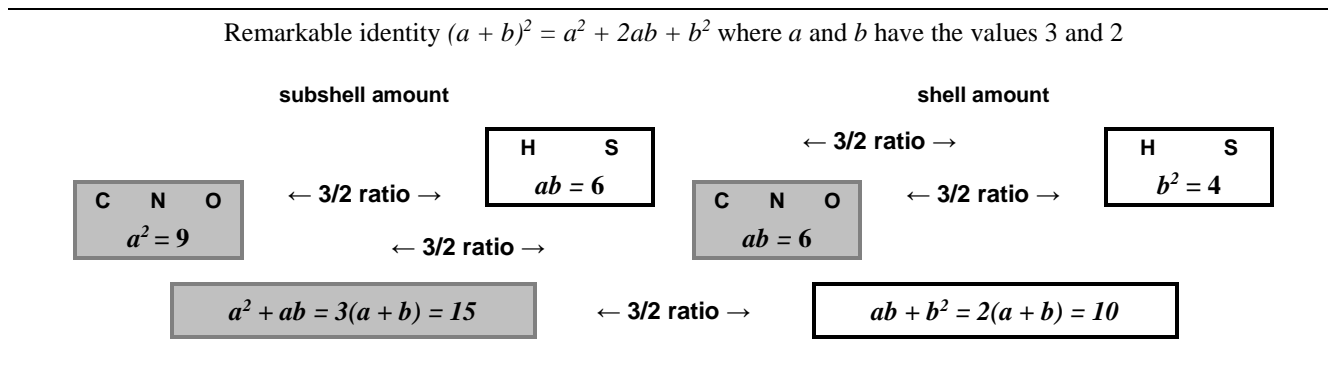 Remarkable identity (a + b)² = a² + 2ab + b² where a and b have the values 3 and 2
subshell amount
shell amount
← 3/2 ratio →
H S
H S
ab = 6
b² = 4
C N O
← 3/2 ratio →
C N O
← 3/2 ratio →
a² = 9
ab = 6
← 3/2 ratio →
a² + ab = 3(a + b) = 15
← 3/2 ratio →
ab + b² = 2(a + b) = 10